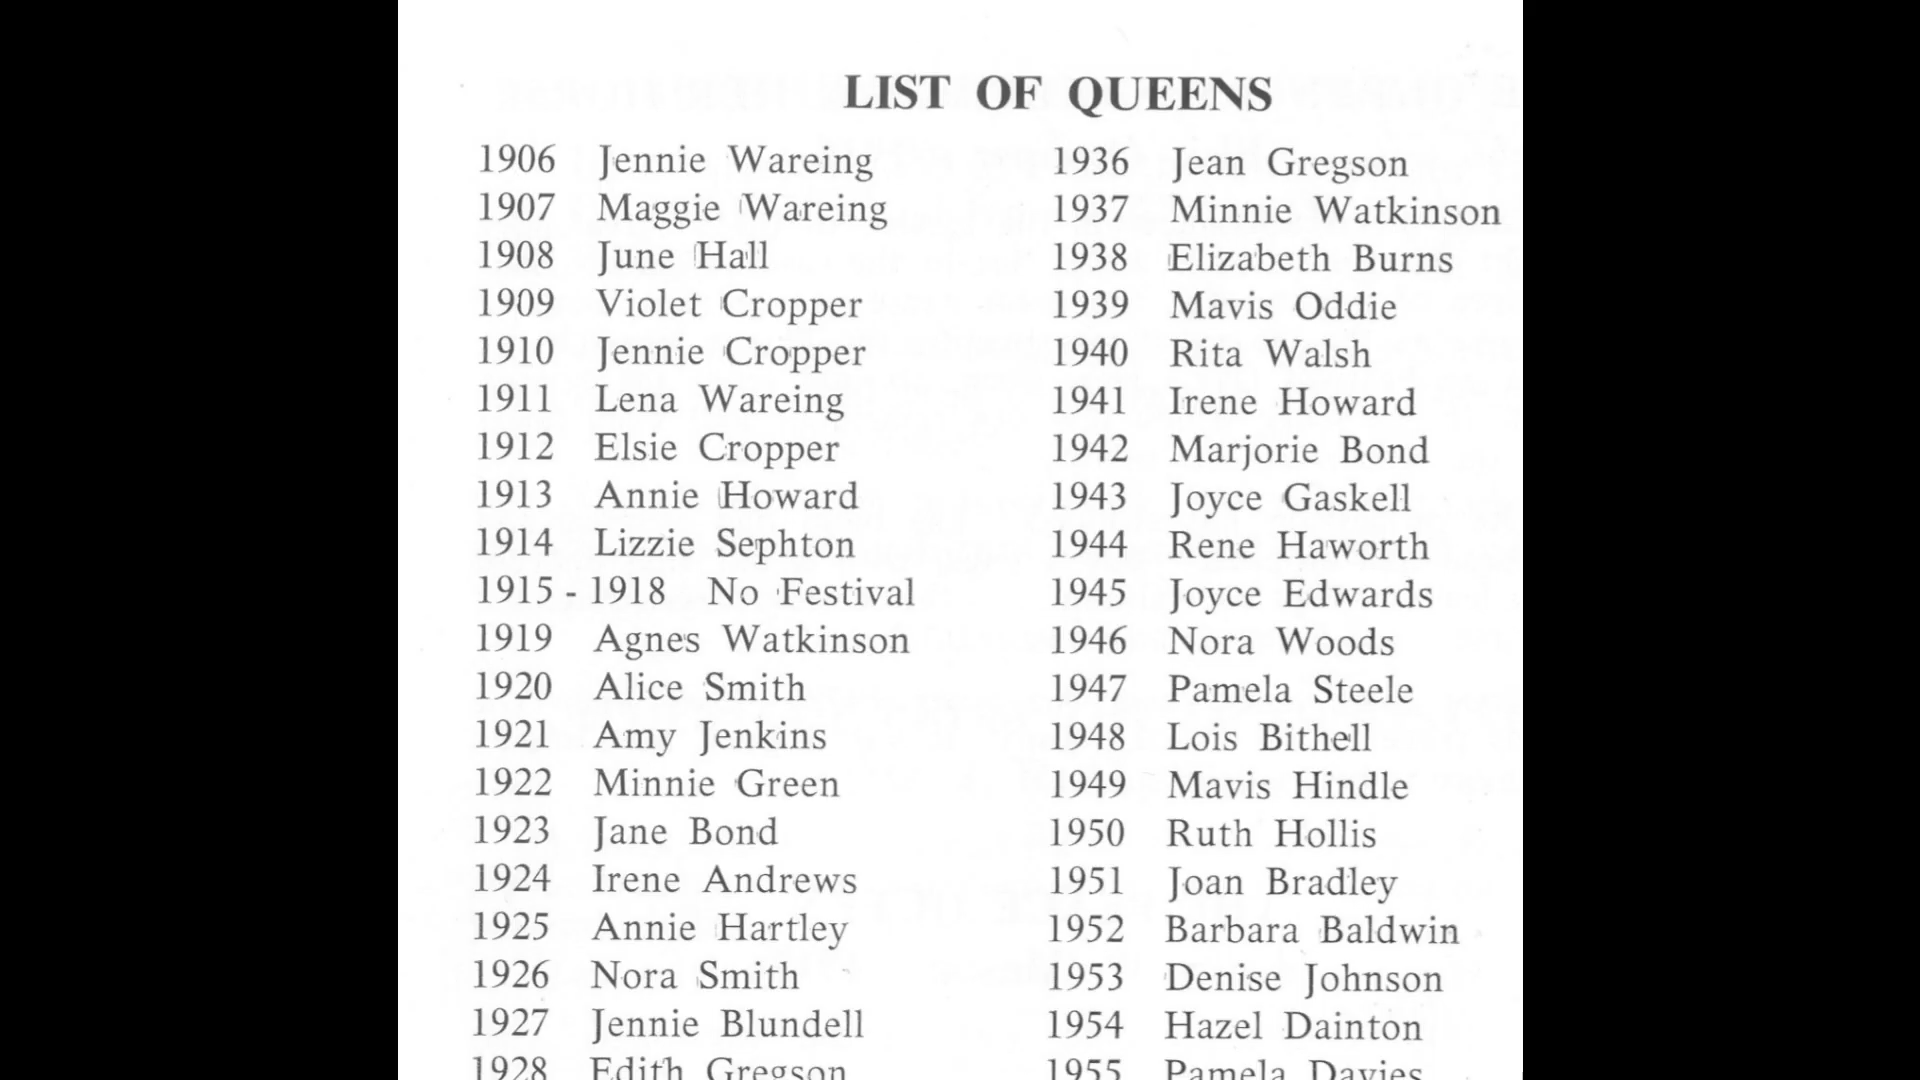 LIST OF QUEENS
1906 Jennie Wareing
1907 Maggie Wareing
1908 June Hall
1909 Violet Cropper
1910 Jennie Cropper
1911 Lena Wareing
1912 Elsie Cropper
1913 Annie Howard
1914 Lizzie Sephton
1915 - 1918 No Festival
1919 Agnes Watkinson
1920 Alice Smith
1921 Amy Jenkins
1922 Minnie Green
1923 Jane Bond
1924 Irene Andrews
1925 Annie Hartley
1926 Nora Smith
1927 Jennie Blundell
1928 Edith Gregson
1936 Jean Gregson
1937 Minnie Watkinson
1938 Elizabeth Burns
1939 Mavis Oddie
1940 Rita Walsh
1941 Irene Howard
1942 Marjorie Bond
1943 Joyce Gaskell
1944 Rene Haworth
1945 Joyce Edwards
1946 Nora Woods
1947 Pamela Steele
1948 Lois Bithell
1949 Mavis Hindle
1950 Ruth Hollis
1951 Joan Bradley
1952 Barbara Baldwin
1953 Denise Johnson
1954 Hazel Dainton
1955 Pamela Davies